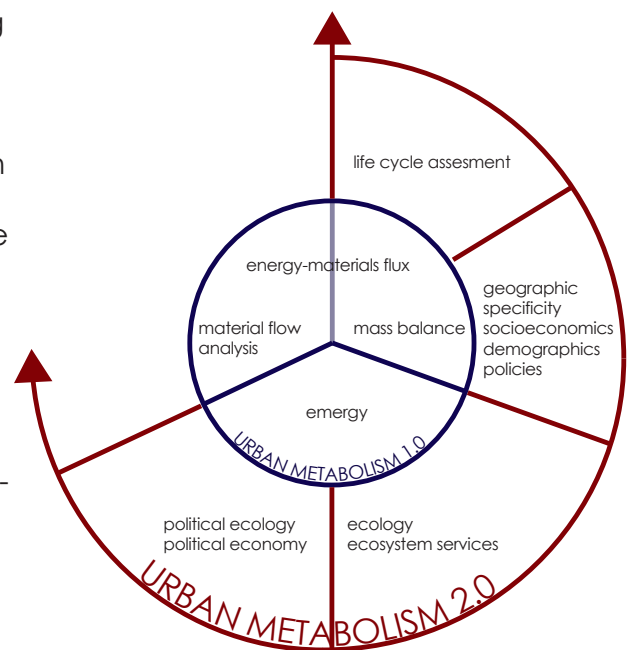 g
n
e
–
life cycle assesment
energy-materials flux
material flow
analysis
mass balance
geographic
specificity
socioeconomics
demographics
policies
emergy
URBAN METABOLISM 1.0
political ecology
political economy
ecology
ecosystem services
URBAN METABOLISM 2.0